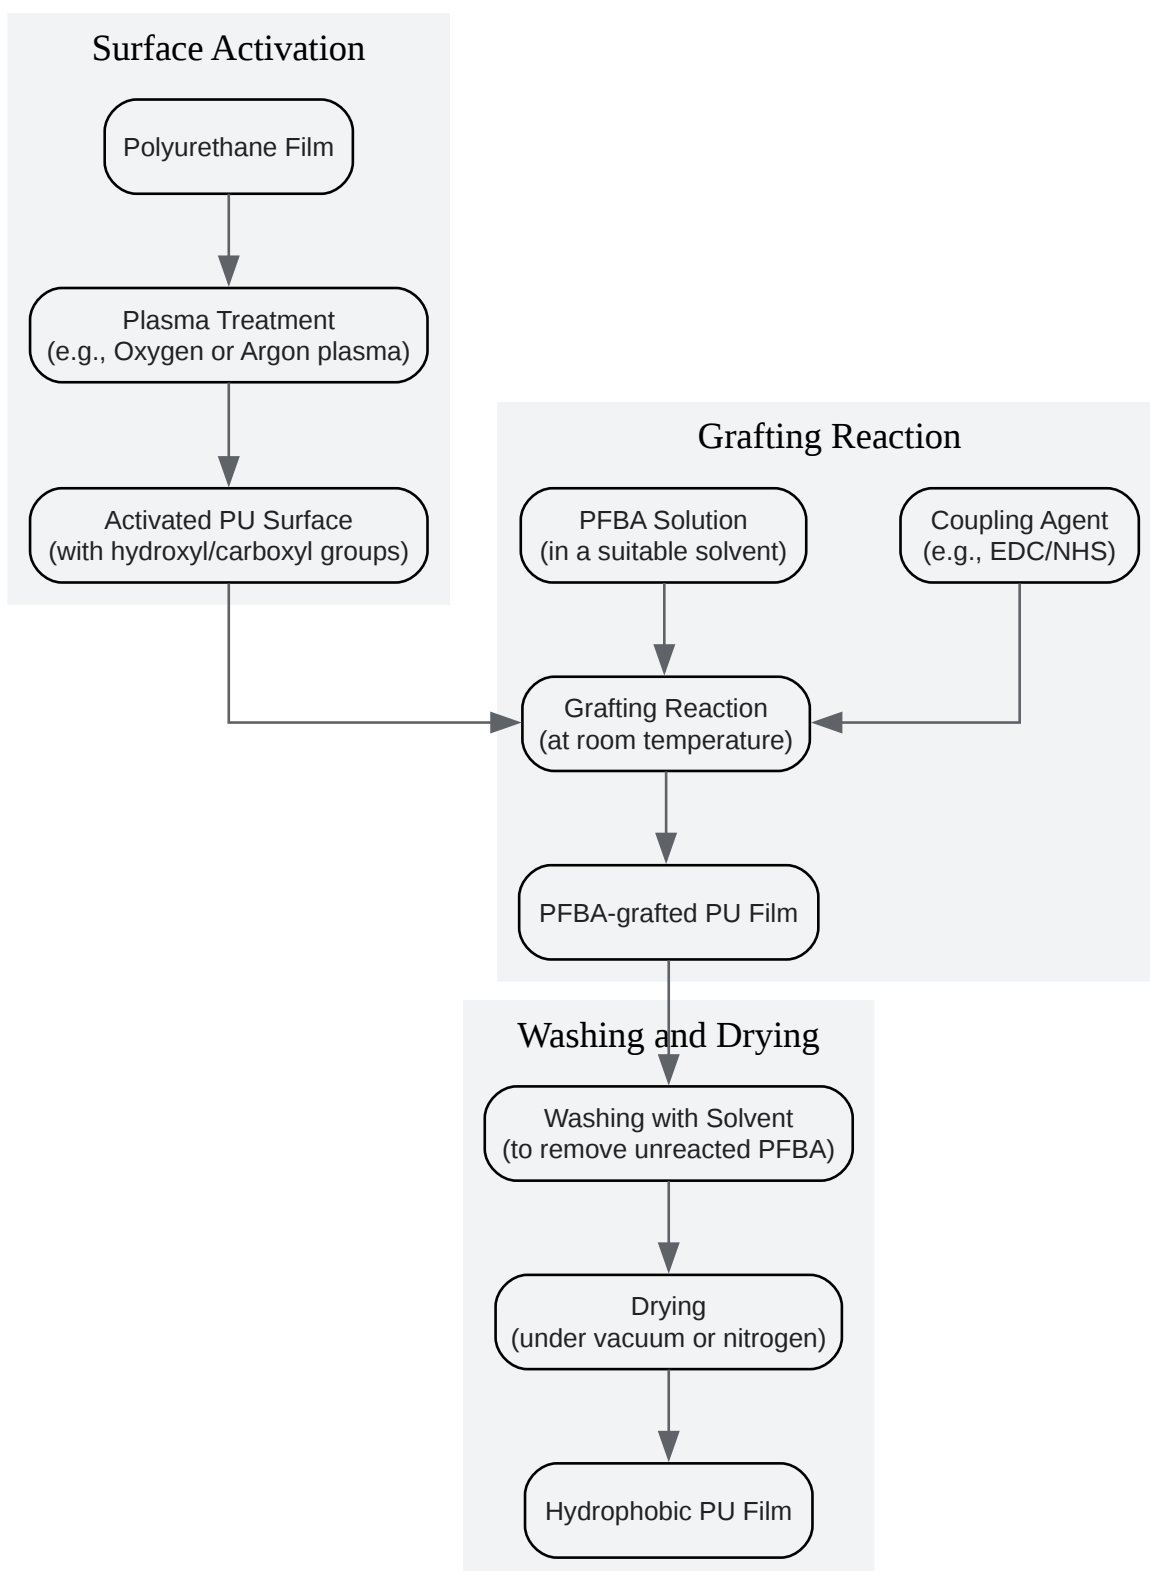 Surface Activation
Polyurethane Film
Plasma Treatment
(e.g., Oxygen or Argon plasma)
Activated PU Surface
(with hydroxyl/carboxyl groups)
Grafting Reaction
PFBA Solution
(in a suitable solvent)
Coupling Agent
(e.g., EDC/NHS)
Grafting Reaction
(at room temperature)
PFBA-grafted PU Film
Washing and Drying
Washing with Solvent
(to remove unreacted PFBA)
Drying
(under vacuum or nitrogen)
Hydrophobic PU Film